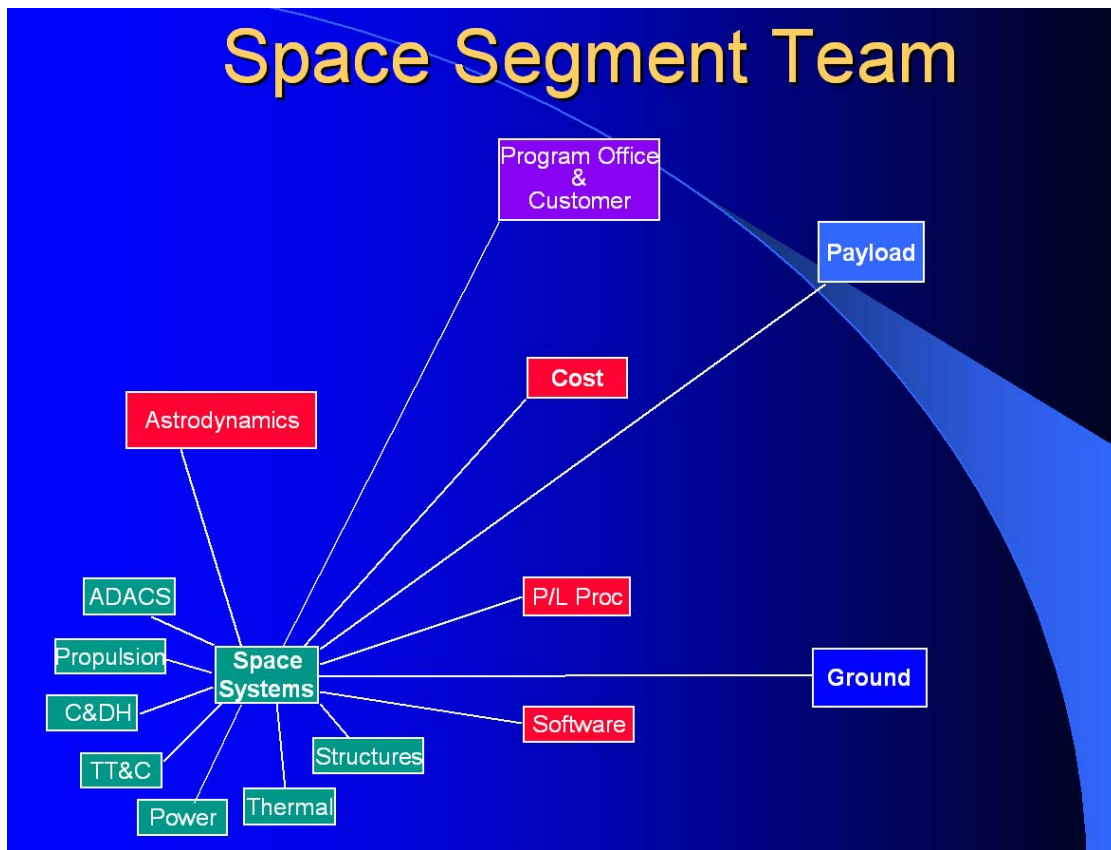 Space Segment Team
Program Office
&
Customer
Payload
Cost
Astrodynamics
ADACS
P/L Proc
Propulsion
Space
Systems
Ground
C&DH
Software
Structures
TT&C
Thermal
Power